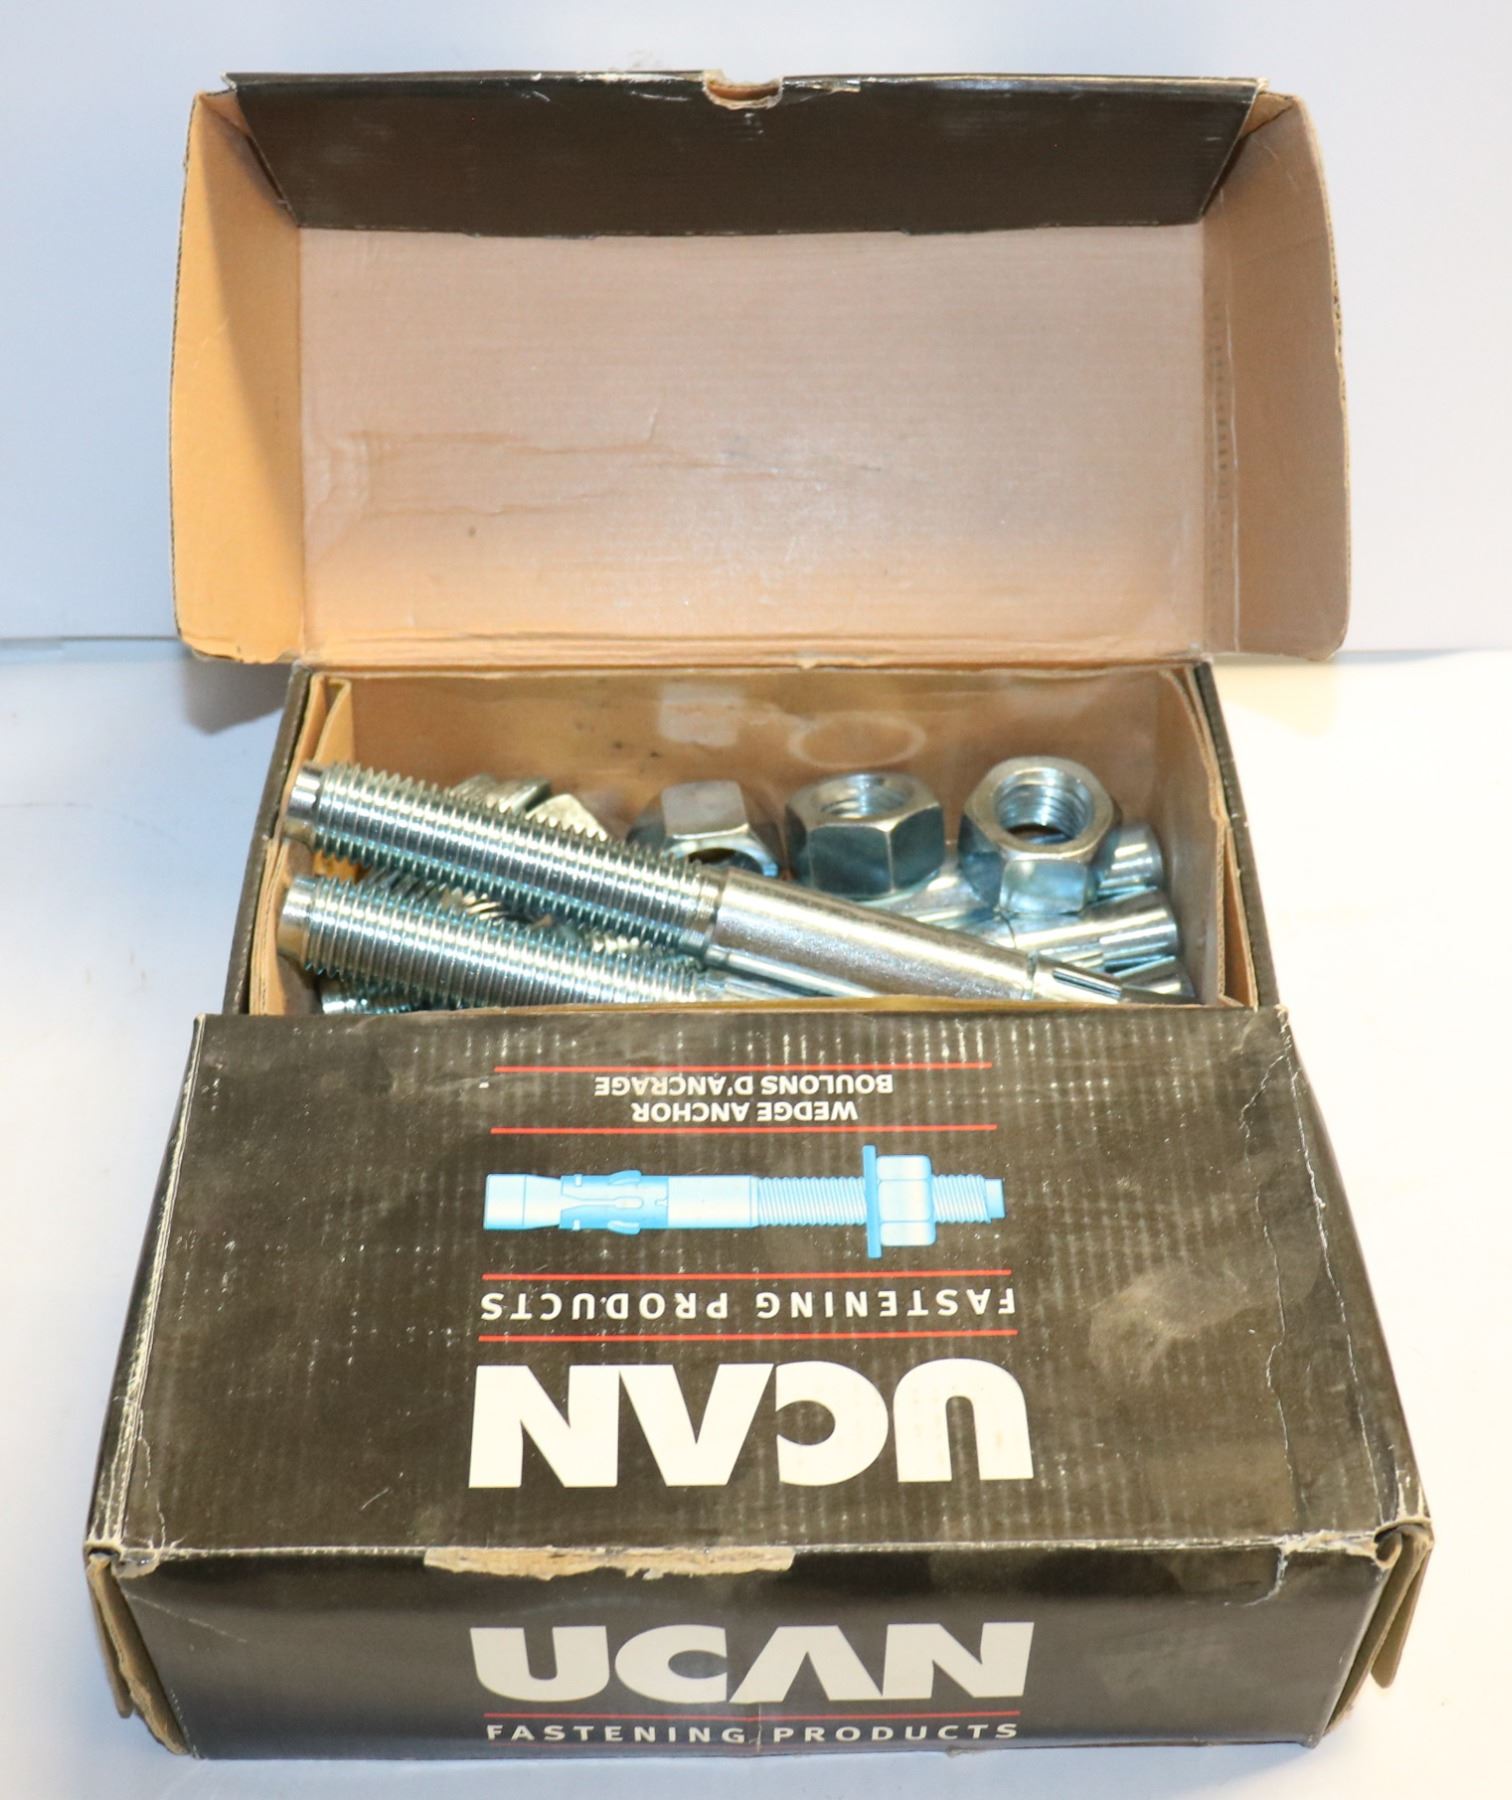 WEDGE ANCHOR
BOULONS D'ANCRAGE
FASTENING PRODUCTS
UCAN
UCAN
FASTENING PRODUCTS